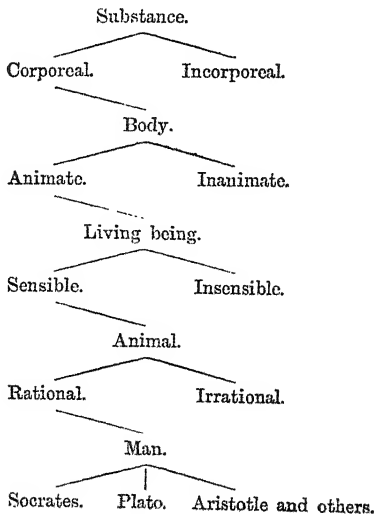 Substance.
Corporeal. Incorporeal.
Body.
Animate. Inanimate.
Living being.
Sensible. Insensible.
Animal.
Rational. Irrational.
Man.
Socrates. Plato. Aristotle and others.